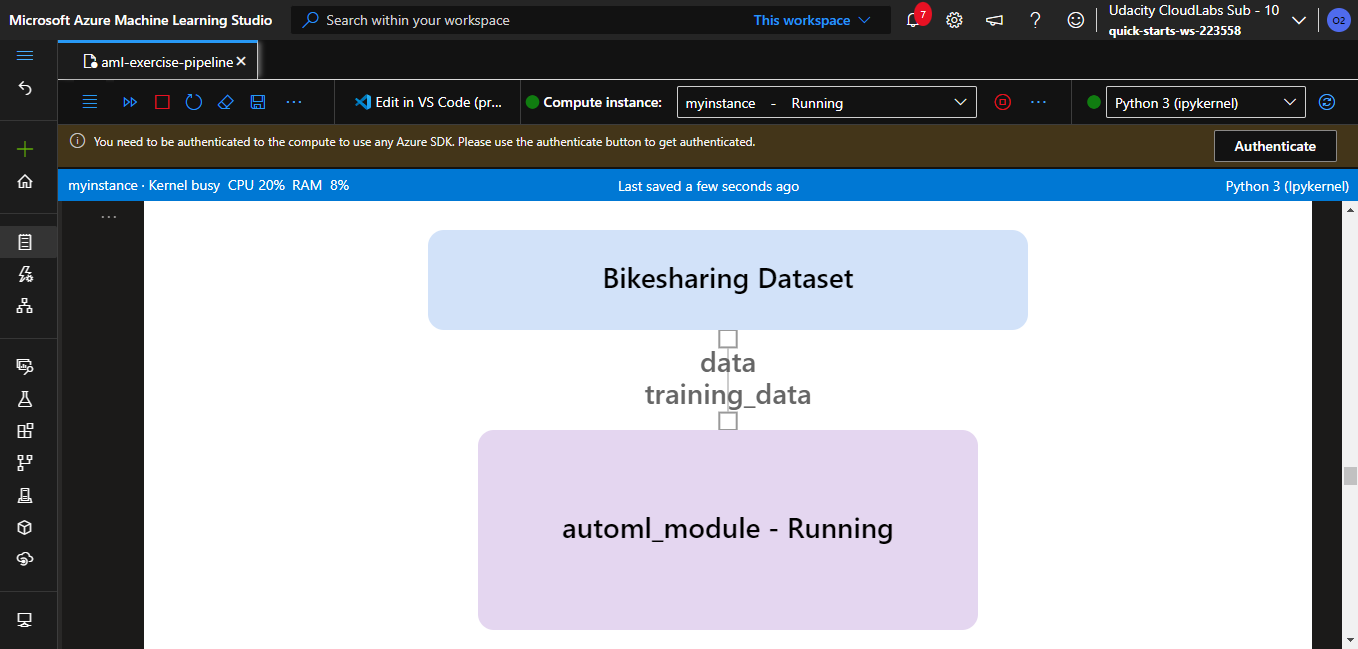 Microsoft Azure Machine Learning Studio
Search within your workspace
This workspace
7
Udacity CloudLabs Sub - 10
quick-starts-ws-223558
O2
aml-exercise-pipeline
Edit in VS Code (pr...
Compute instance:
myinstance - Running
Python 3 (ipykernel)
You need to be authenticated to the compute to use any Azure SDK. Please use the authenticate button to get authenticated.
Authenticate
myinstance · Kernel busy CPU 20% RAM 8%
Last saved a few seconds ago
Python 3 (Ipykernel)
Bikesharing Dataset
data
training_data
automl_module - Running